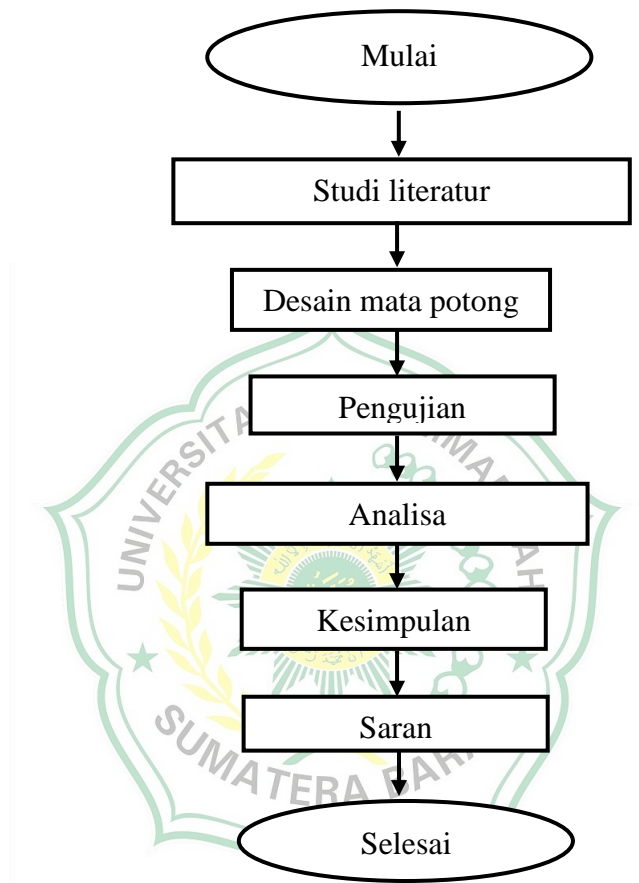 Mulai
Studi literatur
Desain mata potong
Pengujian
Analisa
Kesimpulan
Saran
Selesai
SUMATERA